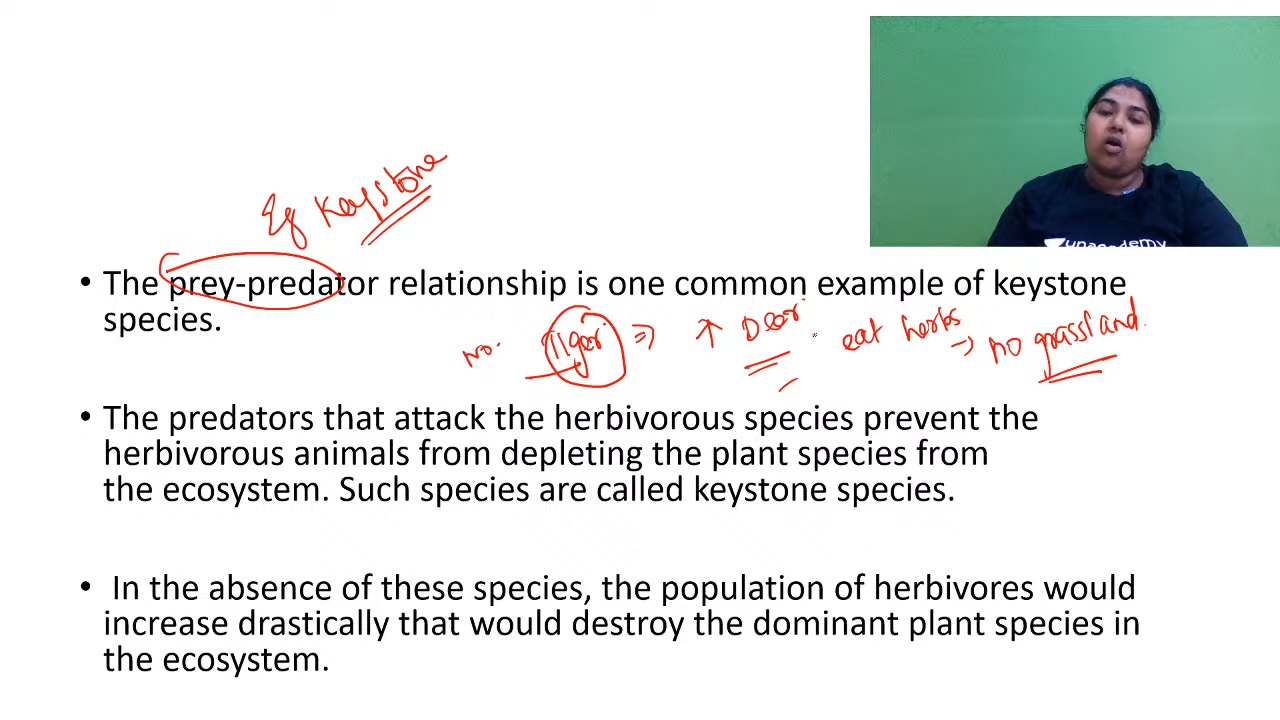 Eg Keystone
• The prey-predator relationship is one common example of keystone
species.
no. Tiger ⇒ ↑ Deer eat herbs → no grassland.
• The predators that attack the herbivorous species prevent the
herbivorous animals from depleting the plant species from
the ecosystem. Such species are called keystone species.
• In the absence of these species, the population of herbivores would
increase drastically that would destroy the dominant plant species in
the ecosystem.
unacademy